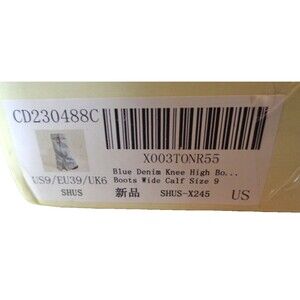 CD230488C
X003T0NR55
Blue Denim Knee High Bo...
Boots Wide Calf Size 9
US9/EU39/UK6
SHUS
新品
SHUS-X245
US